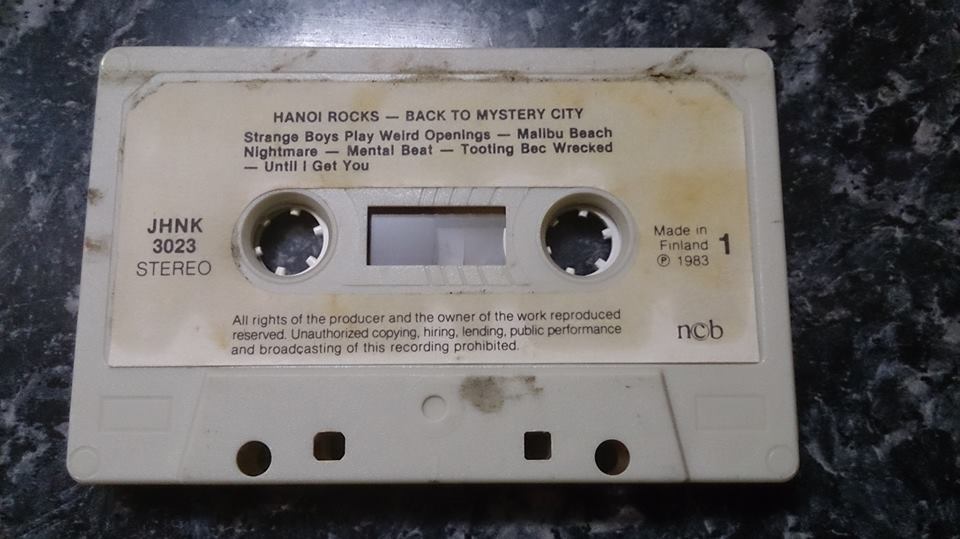 HANOI ROCKS — BACK TO MYSTERY CITY
Strange Boys Play Weird Openings — Malibu Beach
Nightmare — Mental Beat — Tooting Bec Wrecked
— Until I Get You
JHNK
3023
STEREO
Made in
Finland
℗ 1983
1
All rights of the producer and the owner of the work reproduced
reserved. Unauthorized copying, hiring, lending, public performance
and broadcasting of this recording prohibited.
n©b